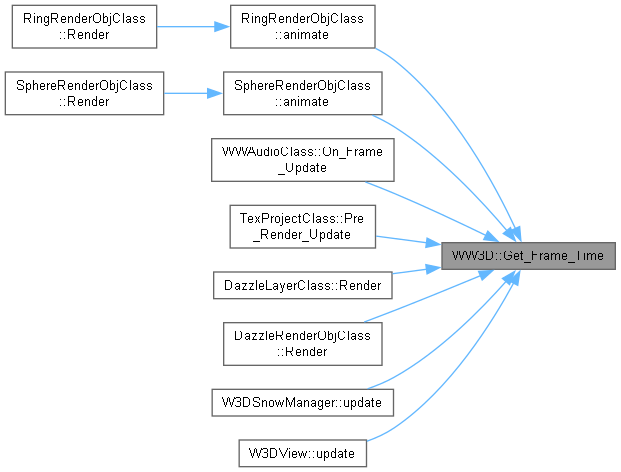 RingRenderObjClass
::Render
RingRenderObjClass
::animate
SphereRenderObjClass
::Render
SphereRenderObjClass
::animate
WWAudioClass::On_Frame
_Update
TexProjectClass::Pre
_Render_Update
WW3D::Get_Frame_Time
DazzleLayerClass::Render
DazzleRenderObjClass
::Render
W3DSnowManager::update
W3DView::update